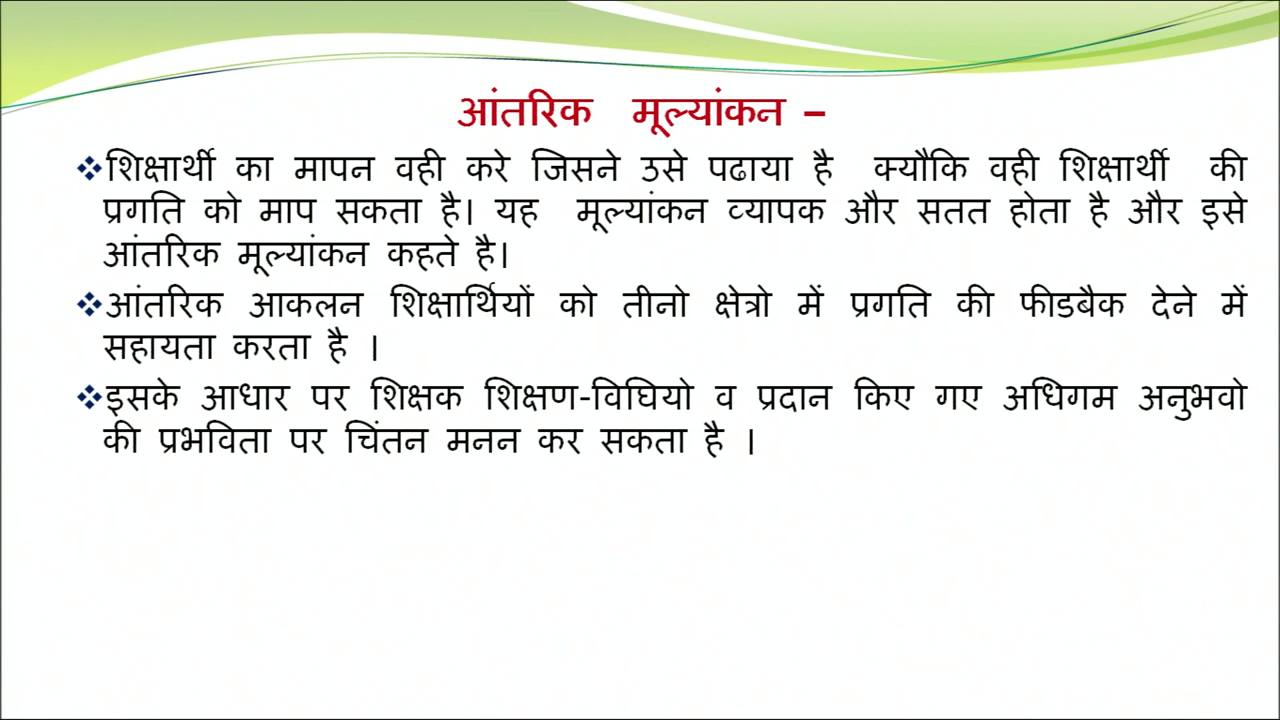 आंतरिक मूल्यांकन –
❖शिक्षार्थी का मापन वही करे जिसने उसे पढाया है क्यौकि वही शिक्षार्थी की
प्रगति को माप सकता है। यह मूल्यांकन व्यापक और सतत होता है और इसे
आंतरिक मूल्यांकन कहते है।
❖आंतरिक आकलन शिक्षार्थियों को तीनो क्षेत्रो में प्रगति की फीडबैक देने में
सहायता करता है ।
❖इसके आधार पर शिक्षक शिक्षण-विघियो व प्रदान किए गए अधिगम अनुभवो
की प्रभविता पर चिंतन मनन कर सकता है ।